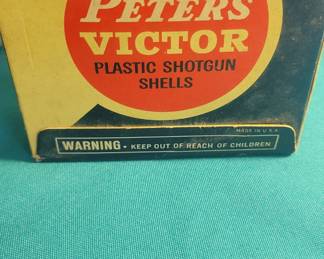 PETERS
VICTOR
PLASTIC SHOTGUN
SHELLS
MADE IN U.S.A.
WARNING • KEEP OUT OF REACH OF CHILDREN